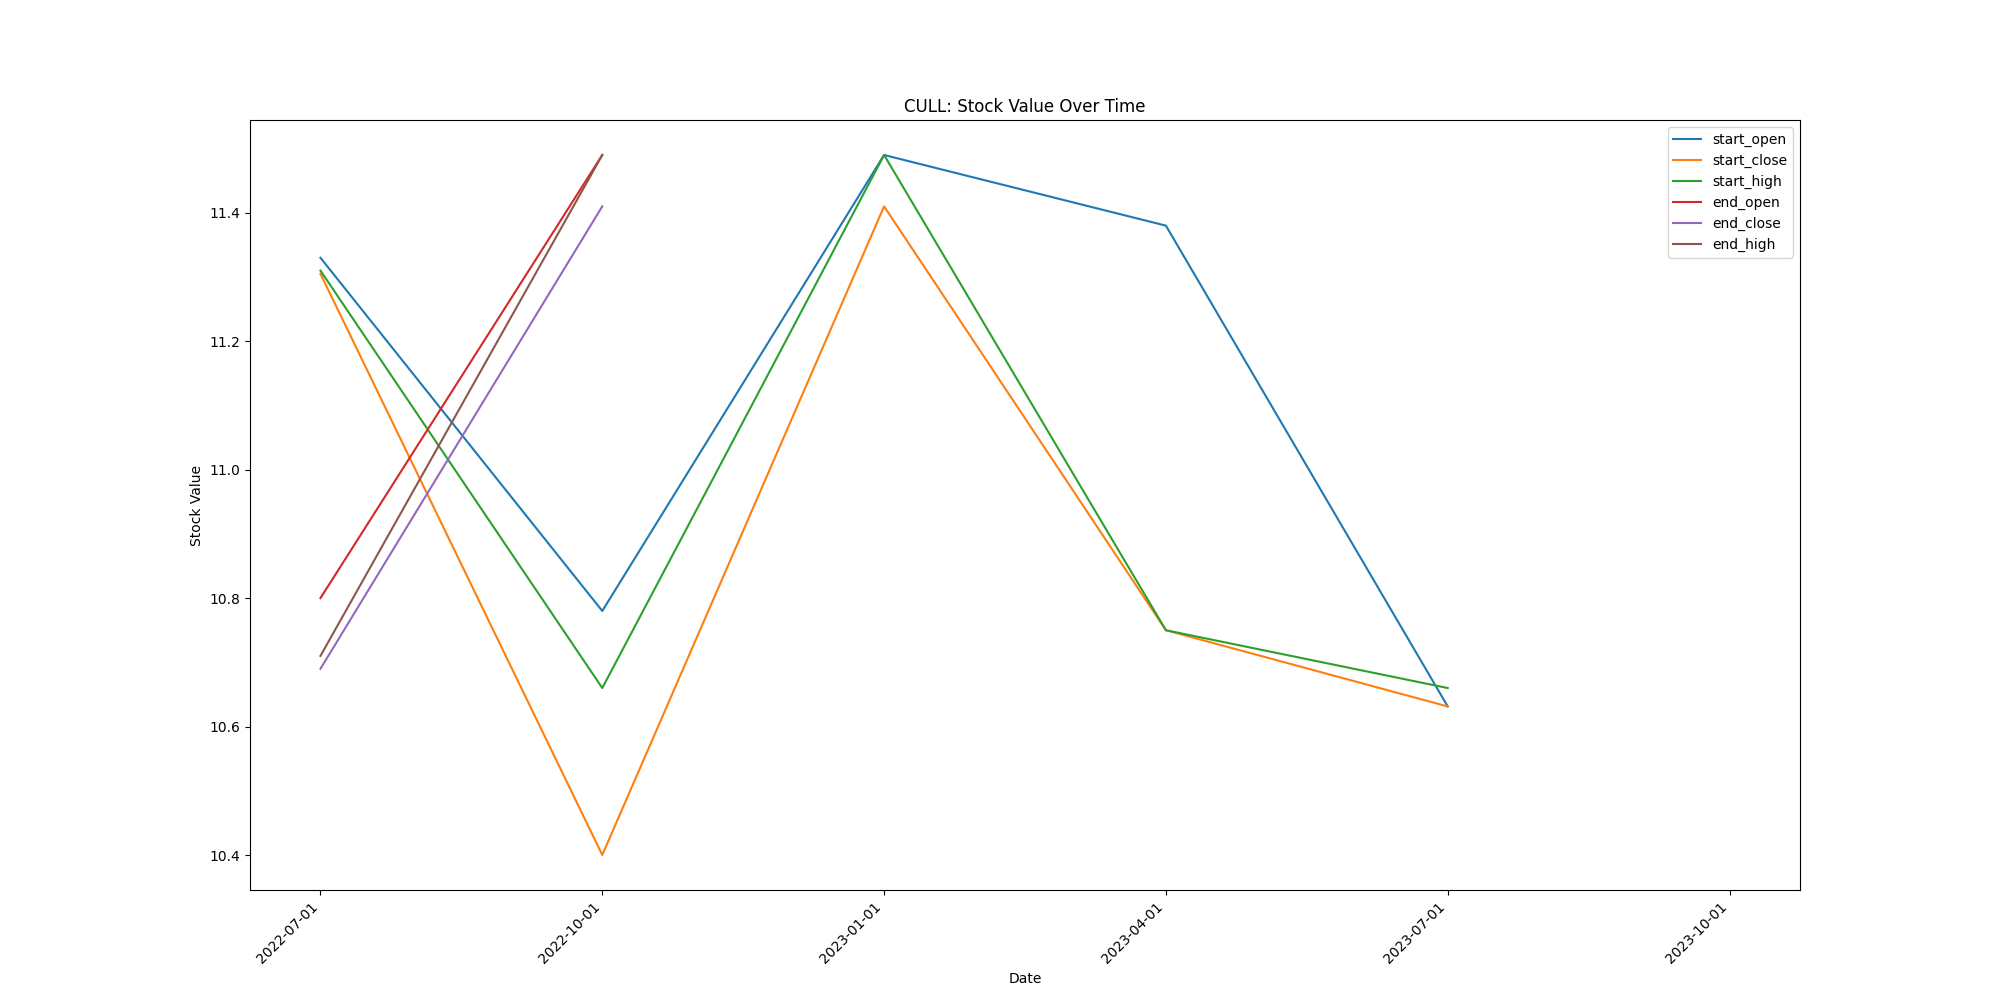 CULL: Stock Value Over Time
start_open
start_close
start_high
end_open
end_close
end_high
Stock Value
11.4
11.2
11.0
10.8
10.6
10.4
2022-07-01
2022-10-01
2023-01-01
2023-04-01
2023-07-01
2023-10-01
Date